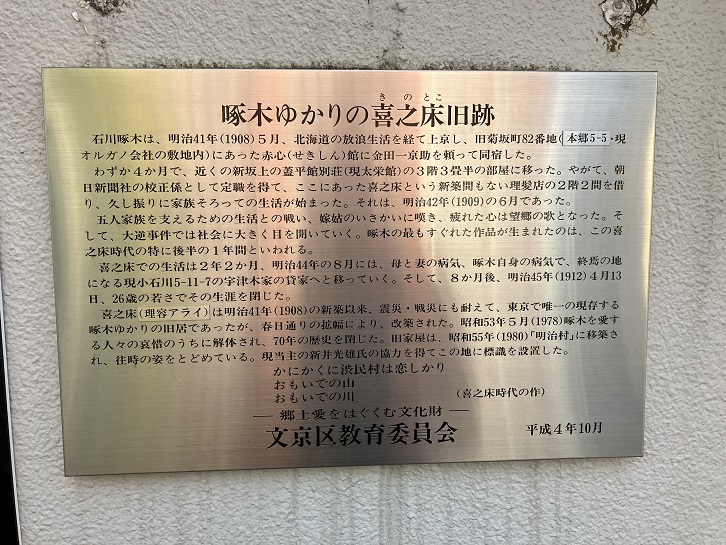 きのとこ
啄木ゆかりの喜之床旧跡
石川啄木は、明治41年(1908)5月、北海道の放浪生活を経て上京し、旧菊坂町82番地(本郷5-5・現
オルガノ会社の敷地内)にあった赤心(せきしん)館に金田一京助を頼って同宿した。
わずか4か月で、近くの新坂上の蓋平館別荘(現太栄館)の3階3畳半の部屋に移った。やがて、朝
日新聞社の校正係として定職を得て、ここにあった喜之床という新築間もない理髪店の2階2間を借
り、久し振りに家族そろっての生活が始まった。それは、明治42年(1909)の6月であった。
五人家族を支えるための生活との戦い、嫁姑のいさかいに嘆き、疲れた心は望郷の歌となった。そ
して、大逆事件では社会に大きく目を開いていく。啄木の最もすぐれた作品が生まれたのは、この喜
之床時代の特に後半の1年間といわれる。
喜之床での生活は2年2か月、明治44年の8月には、母と妻の病気、啄木自身の病気で、終焉の地
になる現小石川5-11-7の宇津木家の貸家へと移っていく。そして、8か月後、明治45年(1912)4月13
日、26歳の若さでその生涯を閉じた。
喜之床(理容アライ)は明治41年(1908)の新築以来、震災・戦災にも耐えて、東京で唯一の現存する
啄木ゆかりの旧居であったが、春日通りの拡幅により、改築された。昭和53年5月(1978)啄木を愛す
る人々の哀惜のうちに解体され、70年の歴史を閉じた。旧家屋は、昭和55年(1980)「明治村」に移築さ
れ、往時の姿をとどめている。現当主の新井光雄氏の協力を得てこの地に標識を設置した。
かにかくに渋民村は恋しかり
おもいでの山
おもいでの川 (喜之床時代の作)
―郷土愛をはぐくむ文化財―
文京区教育委員会 平成4年10月